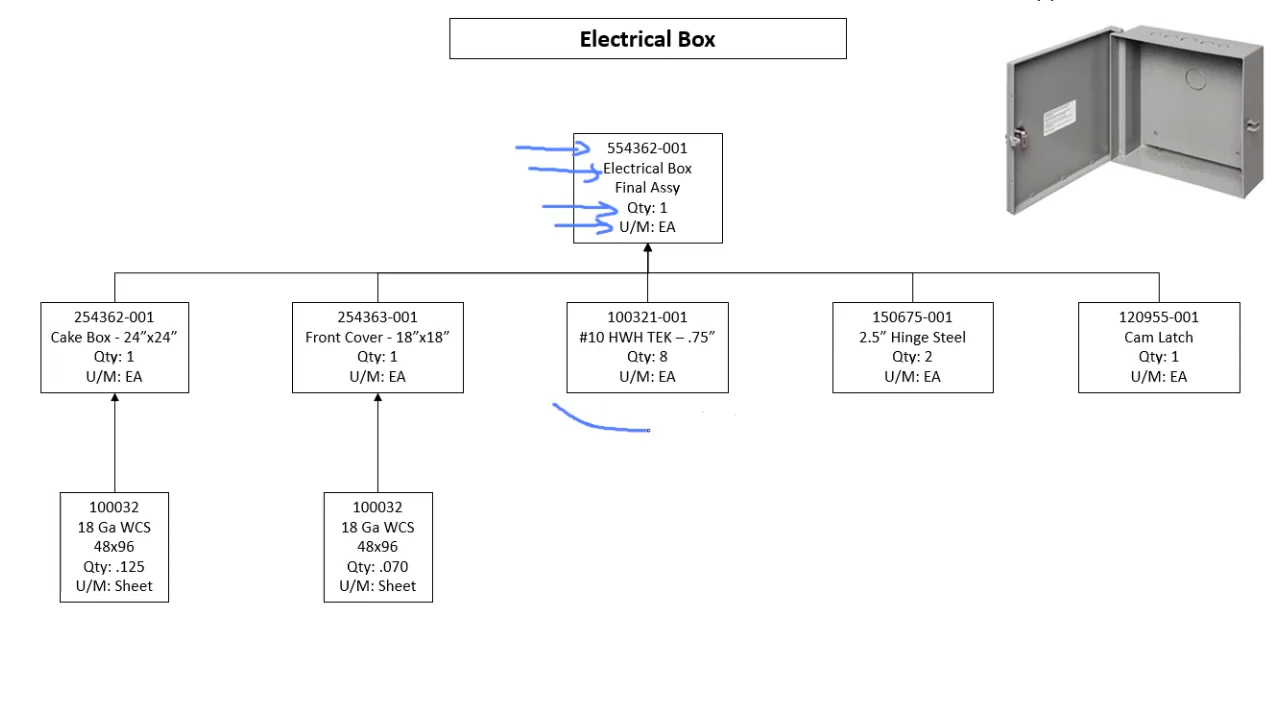 Electrical Box
554362-001
Electrical Box
Final Assy
Qty: 1
U/M: EA
254362-001
Cake Box - 24”x24”
Qty: 1
U/M: EA
254363-001
Front Cover - 18”x18”
Qty: 1
U/M: EA
100321-001
#10 HWH TEK – .75”
Qty: 8
U/M: EA
150675-001
2.5” Hinge Steel
Qty: 2
U/M: EA
120955-001
Cam Latch
Qty: 1
U/M: EA
100032
18 Ga WCS
48x96
Qty: .125
U/M: Sheet
100032
18 Ga WCS
48x96
Qty: .070
U/M: Sheet